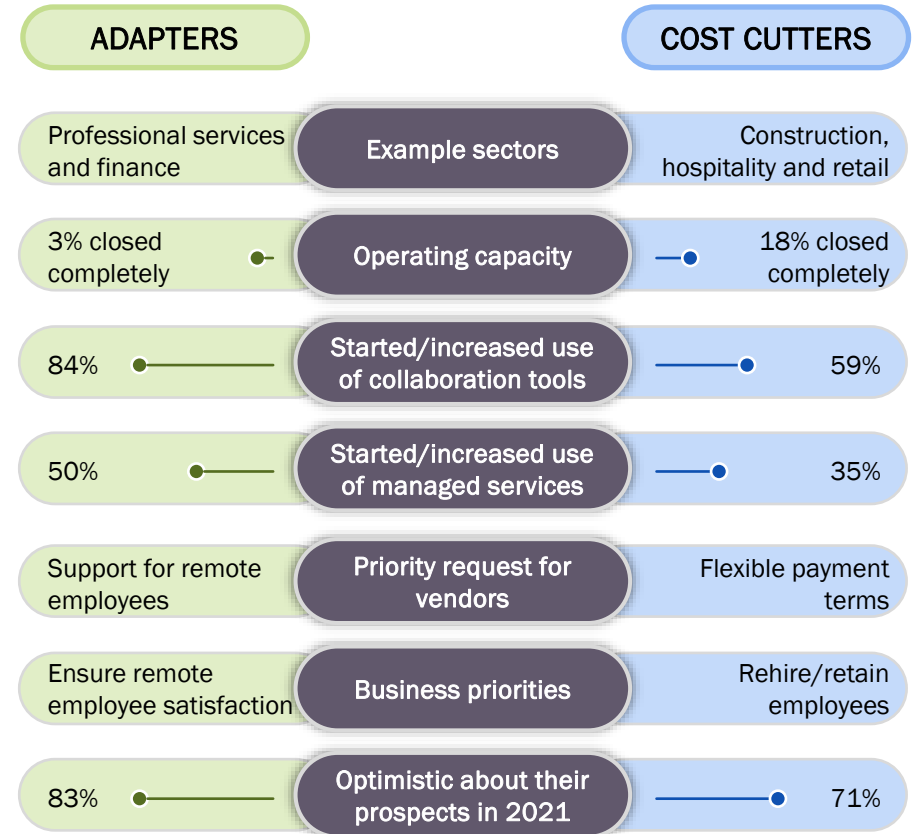 ADAPTERS
COST CUTTERS
Professional services
and finance
Example sectors
Construction,
hospitality and retail
3% closed
completely
Operating capacity
18% closed
completely
84%
Started/increased use
of collaboration tools
59%
50%
Started/increased use
of managed services
35%
Support for remote
employees
Priority request for
vendors
Flexible payment
terms
Ensure remote
employee satisfaction
Business priorities
Rehire/retain
employees
83%
Optimistic about their
prospects in 2021
71%